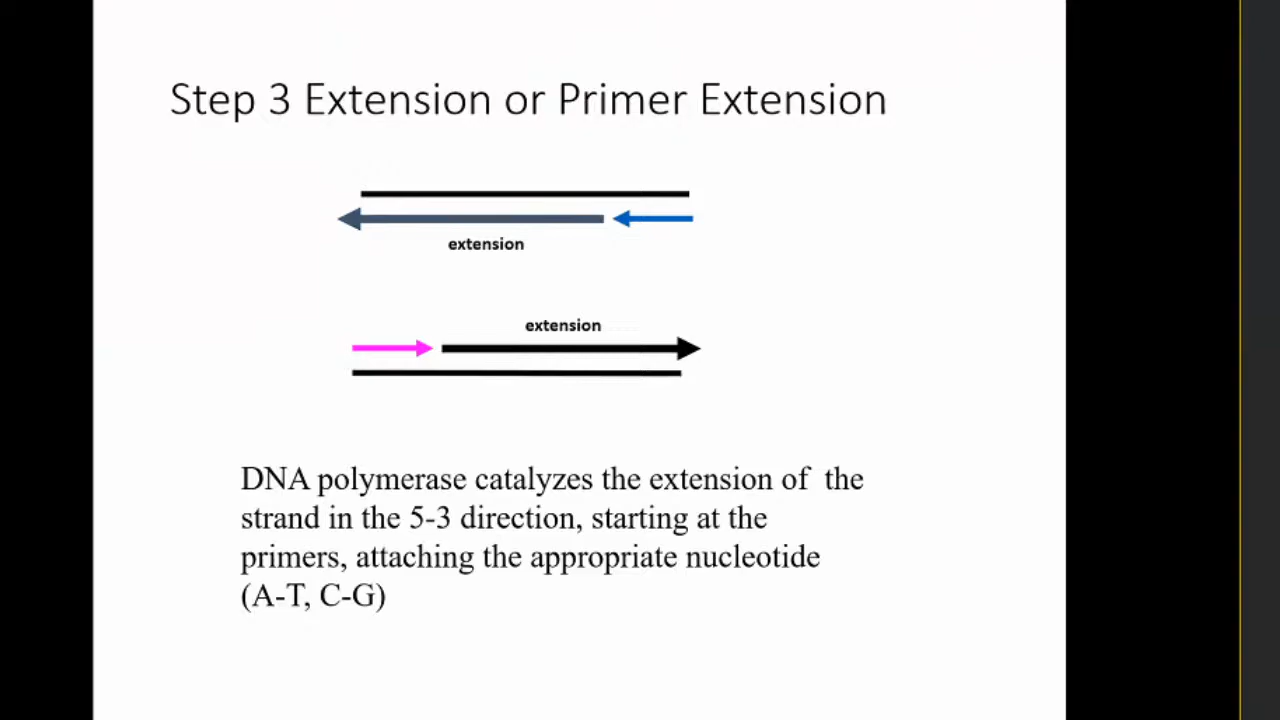 Step 3 Extension or Primer Extension
extension
extension
DNA polymerase catalyzes the extension of  the
strand in the 5-3 direction, starting at the
primers, attaching the appropriate nucleotide
(A-T, C-G)